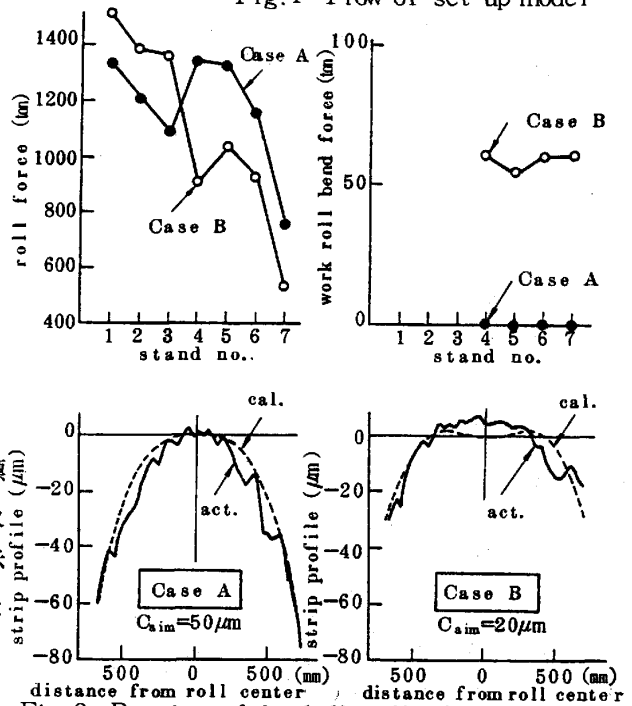 Fig.1 Flow of set up model
1400
1200
1000
800
600
400
roll force (ton)
Case A
Case B
1 2 3 4 5 6 7
stand no..
100
50
0
work roll bend force (ton)
Case B
Case A
1 2 3 4 5 6 7
stand no.
0
-20
-40
-60
-80
strip profile (μm)
cal.
act.
Case A
Caim=50μm
500 0 500 (mm)
distance from roll center
0
-20
-40
-60
-80
strip profile (μm)
cal.
act.
Case B
Caim=20μm
500 0 500 (mm)
distance from roll center